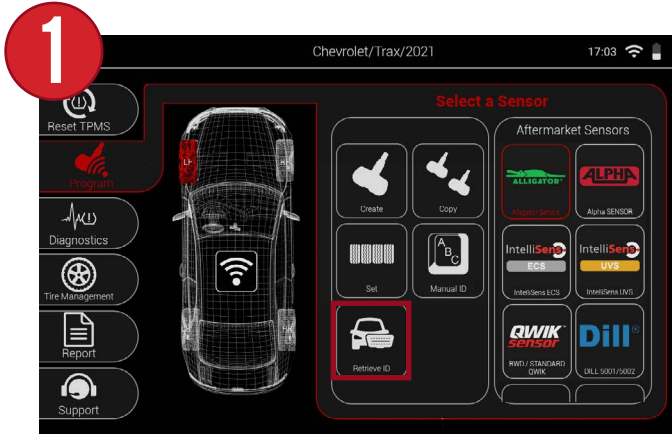 1
Chevrolet/Trax/2021
17:03
Reset TPMS
Program
Diagnostics
Tire Management
Report
Support
LF
Select a Sensor
Create
Copy
Set
A
B
C
Manual ID
Retrieve ID
Aftermarket Sensors
ALLIGATOR
Alligator Sensor
ALPHA
Alpha SENSOR
IntelliSens
ECS
IntelliSens ECS
IntelliSens
UVS
IntelliSens UVS
QWIK
sensor
BWD / STANDARD
QWIK
Dill
DILL 5001/5002